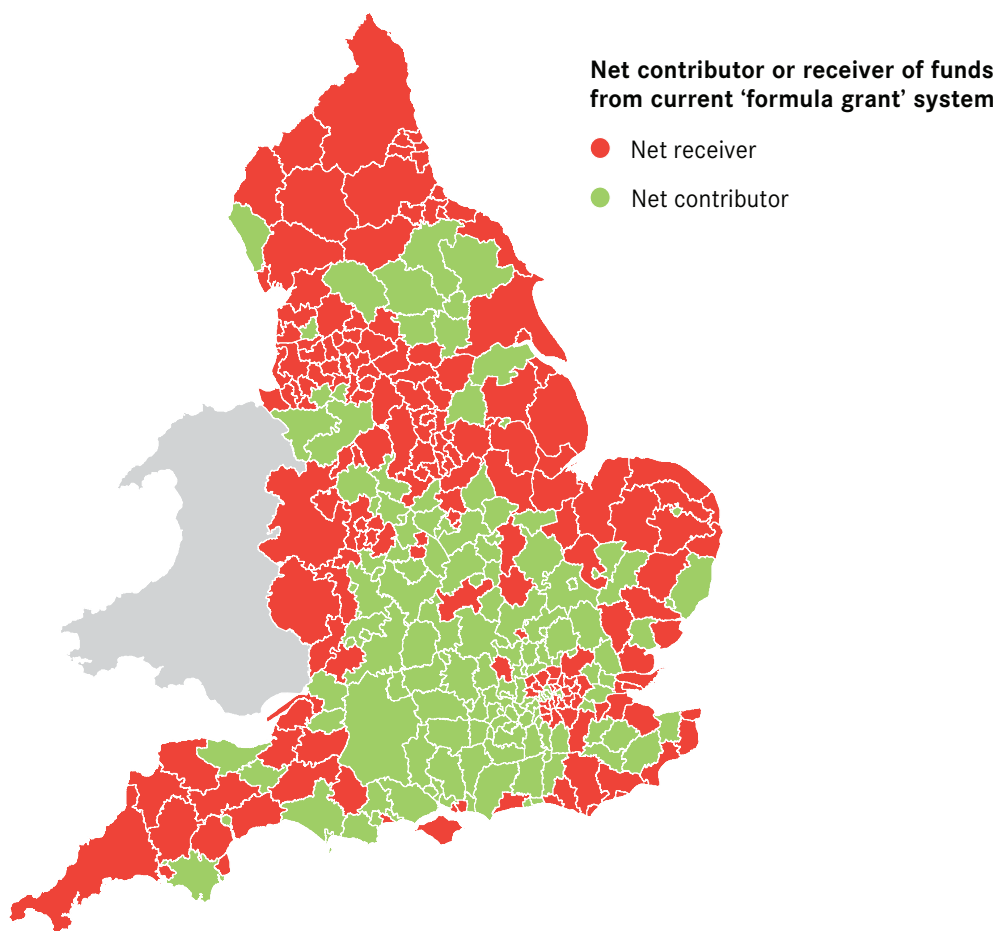 Net contributor or receiver of funds
from current ‘formula grant’ system
Net receiver
Net contributor